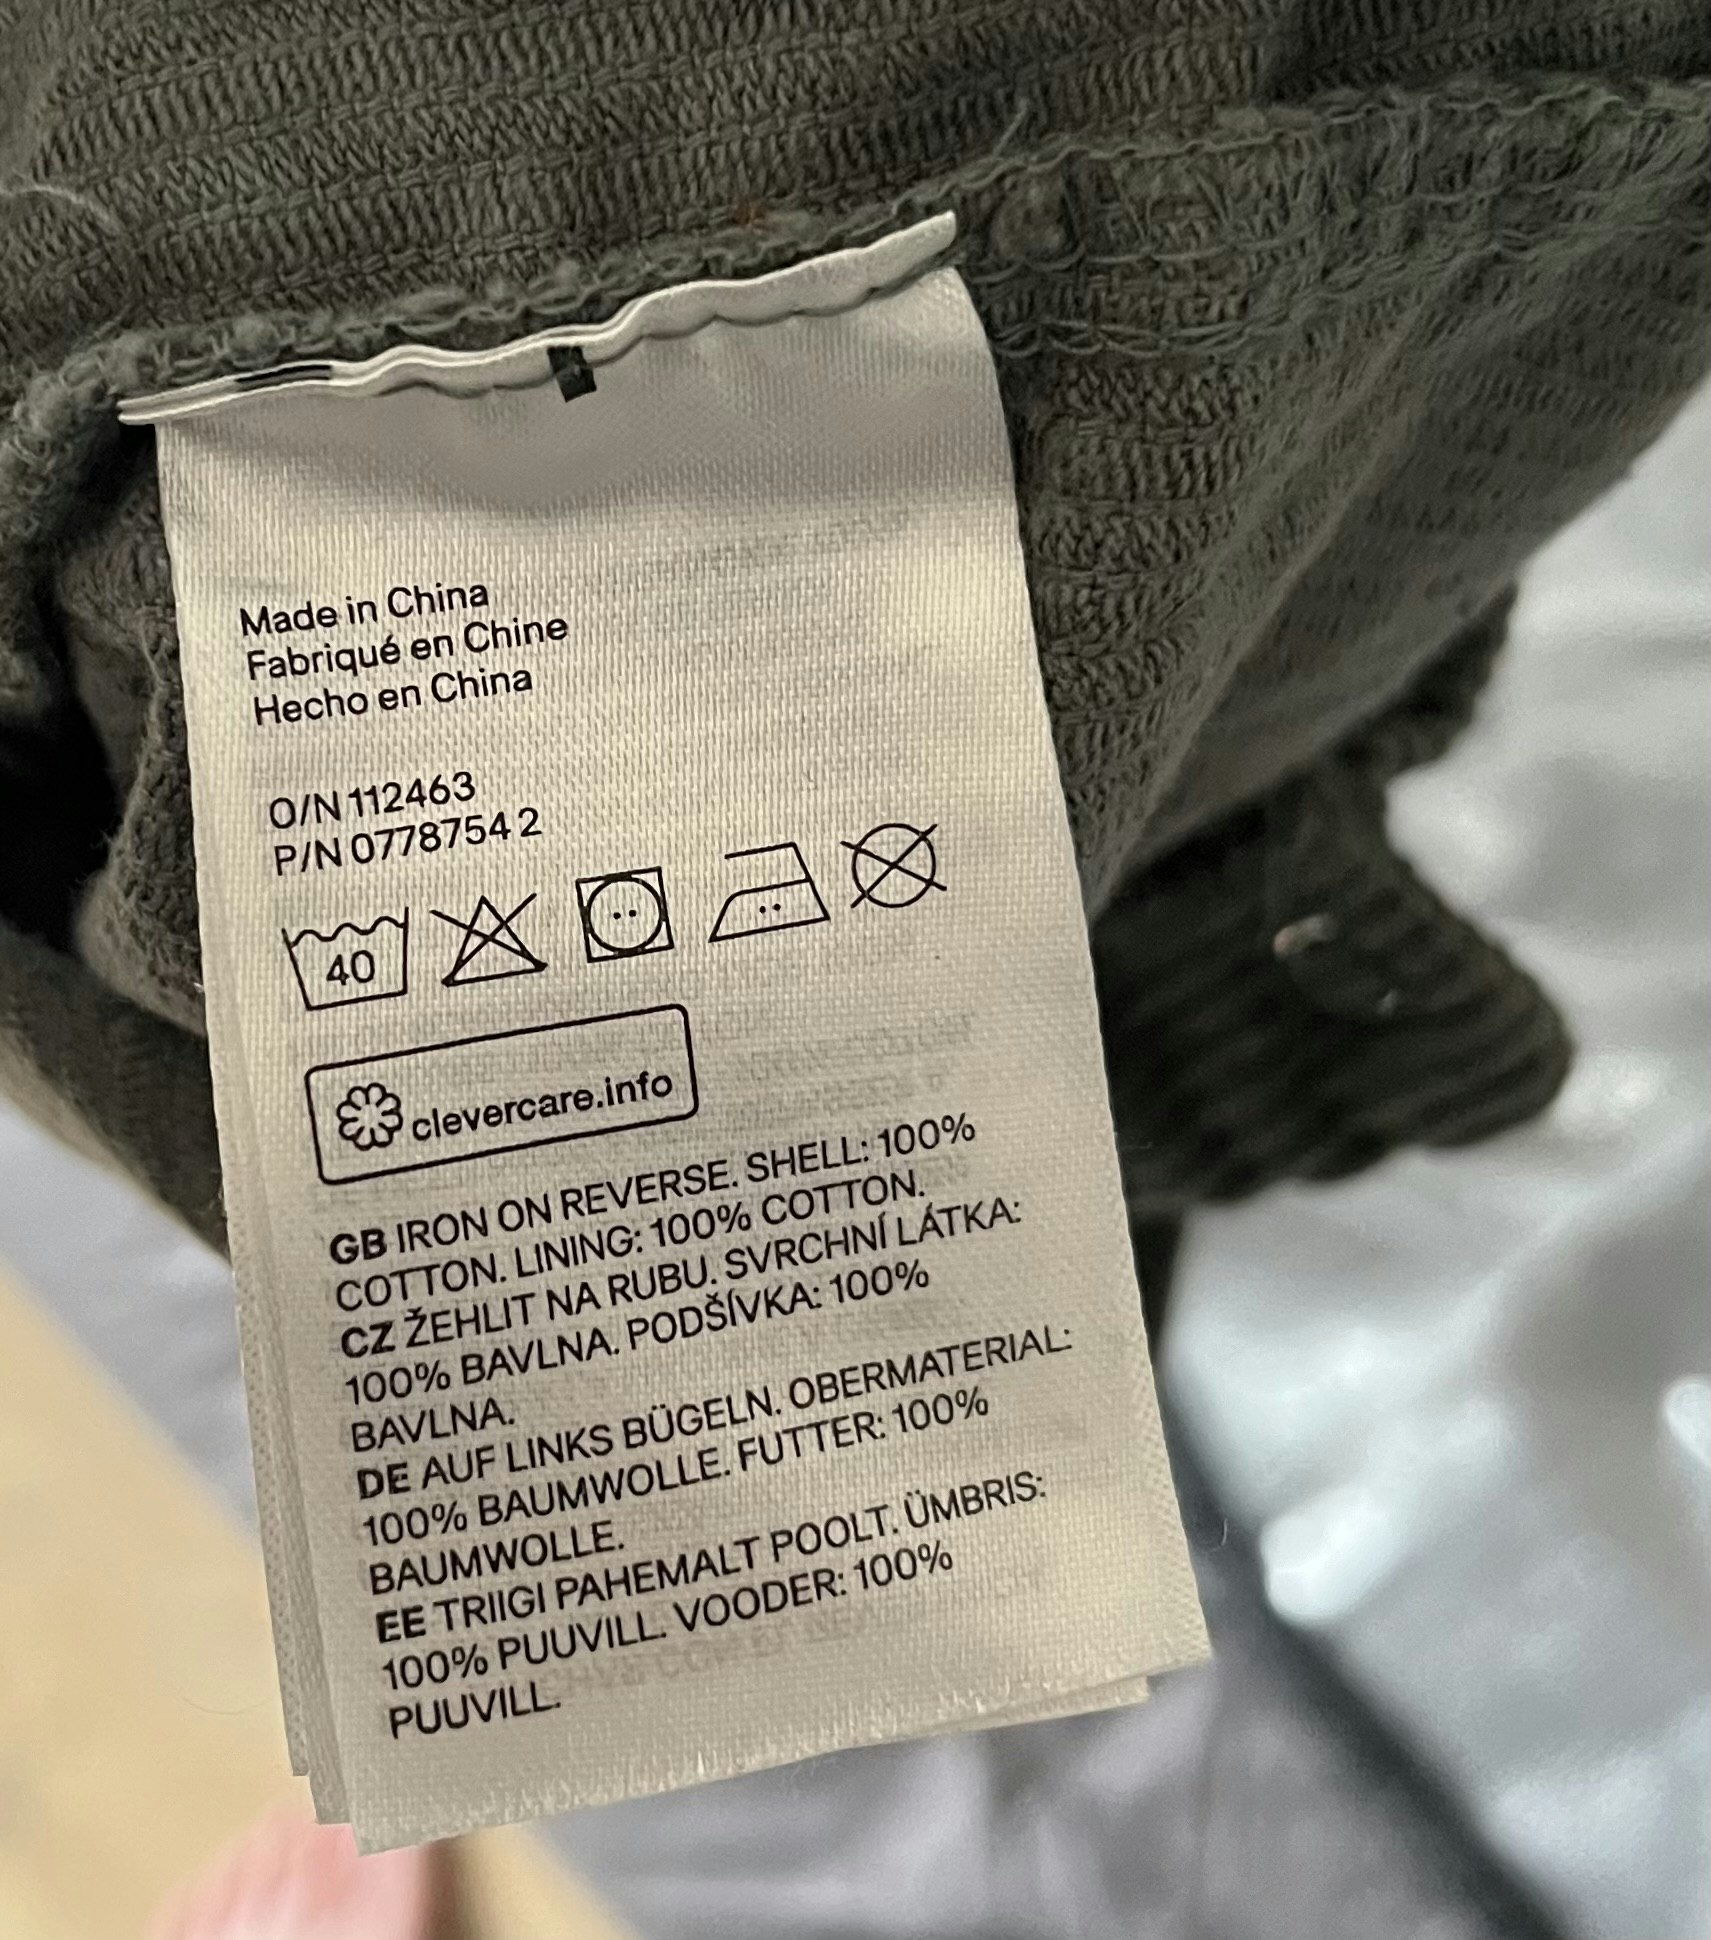 Made in China
Fabriqué en Chine
Hecho en China
O/N 112463
P/N 0778754 2
40
clevercare.info
GB IRON ON REVERSE. SHELL: 100%
COTTON. LINING: 100% COTTON.
CZ ŽEHLIT NA RUBU. SVRCHNÍ LÁTKA:
100% BAVLNA. PODŠÍVKA: 100%
BAVLNA.
DE AUF LINKS BÜGELN. OBERMATERIAL:
100% BAUMWOLLE. FUTTER: 100%
BAUMWOLLE.
EE TRIIGI PAHEMALT POOLT. ÜMBRIS:
100% PUUVILL. VOODER: 100%
PUUVILL.